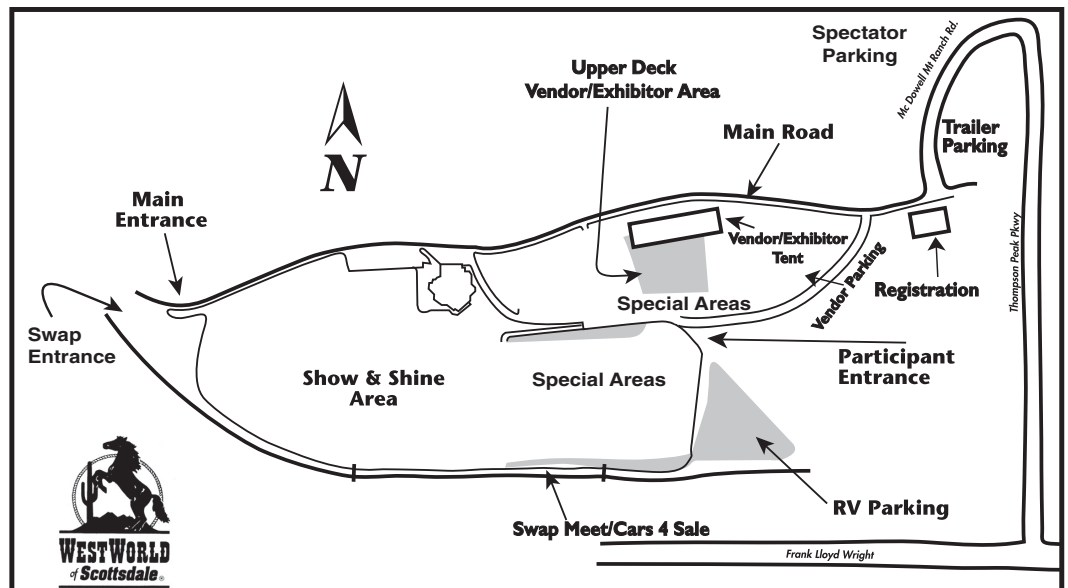 Spectator
Parking
Mc Dowell Mt Ranch Rd.
Upper Deck
Vendor/Exhibitor Area
Main Road
Trailer
Parking
N
Main
Entrance
Vendor/Exhibitor
Tent
Vendor Parking
Thompson Peak Pkwy
Registration
Special Areas
Swap
Entrance
Participant
Entrance
Show & Shine
Area
Special Areas
RV Parking
Swap Meet/Cars 4 Sale
WESTWORLD
of Scottsdale®
Frank Lloyd Wright